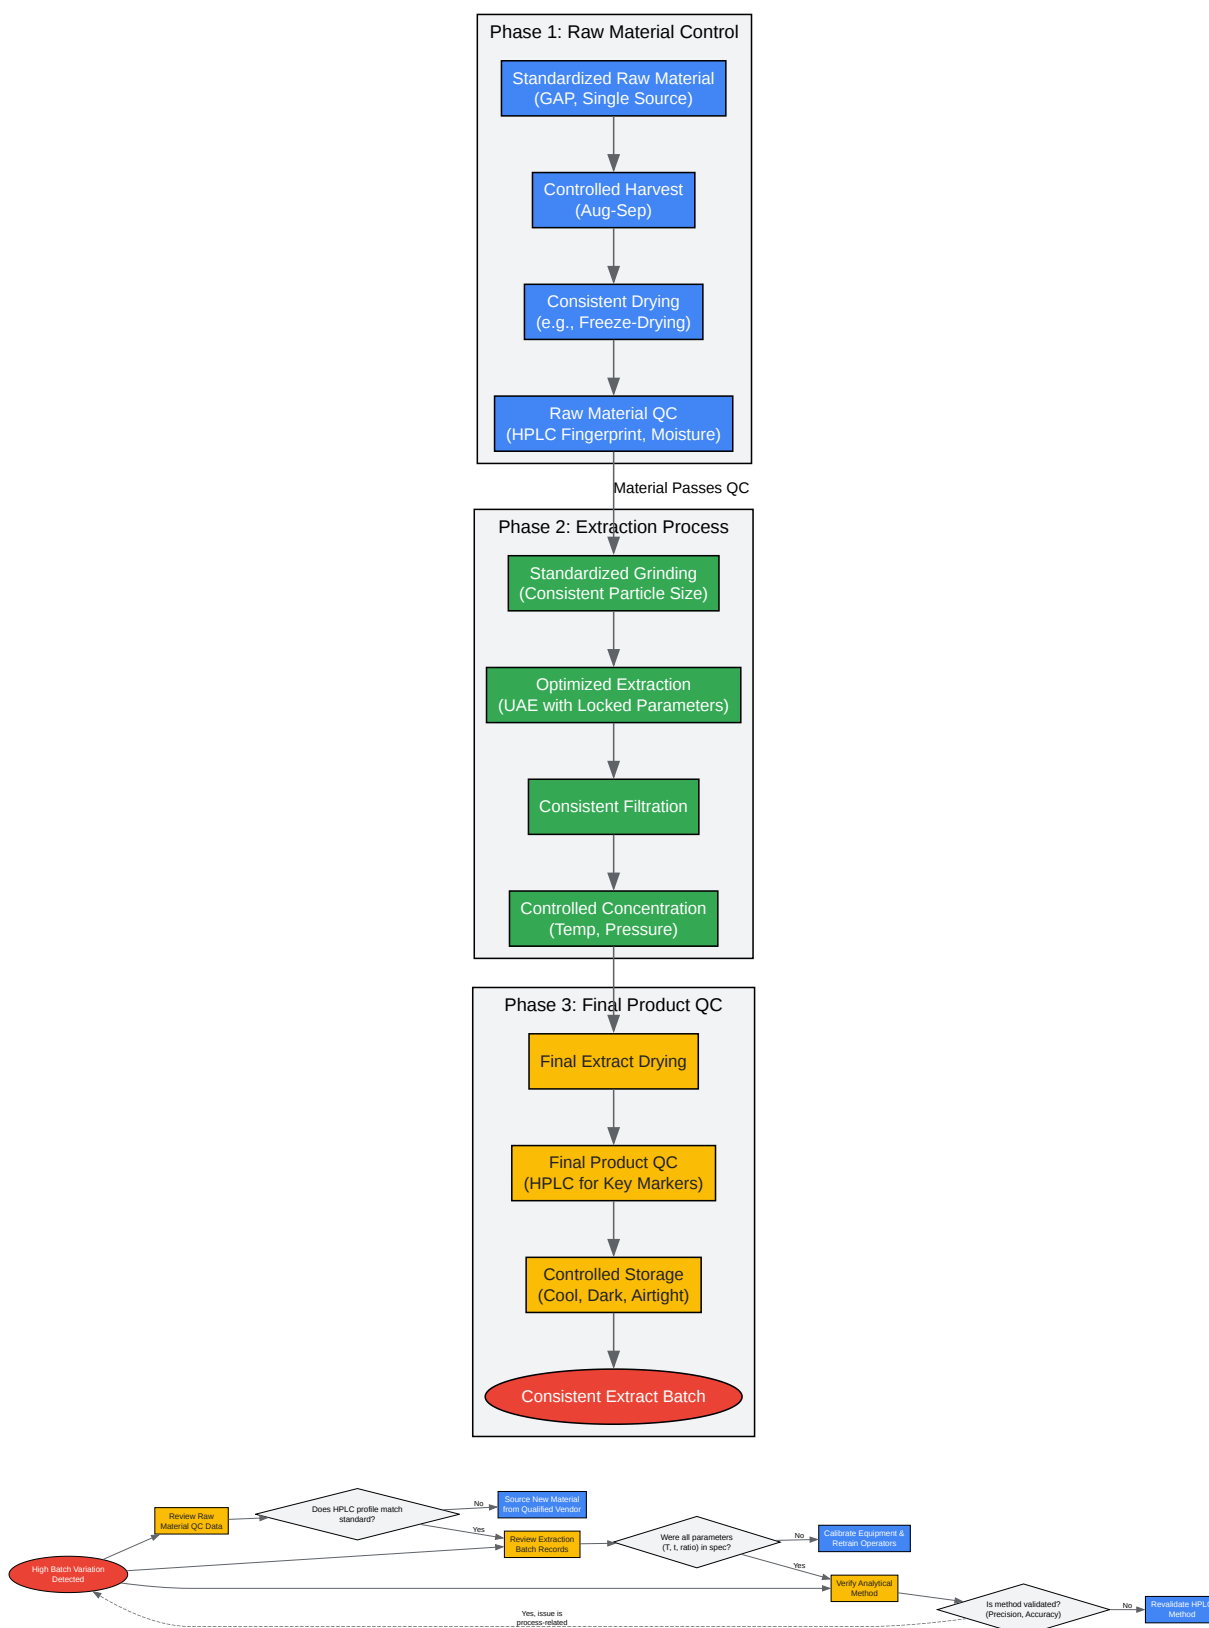 Phase 1: Raw Material Control
Standardized Raw Material
(GAP, Single Source)
Controlled Harvest
(Aug-Sep)
Consistent Drying
(e.g., Freeze-Drying)
Raw Material QC
(HPLC Fingerprint, Moisture)
Material Passes QC
Phase 2: Extraction Process
Standardized Grinding
(Consistent Particle Size)
Optimized Extraction
(UAE with Locked Parameters)
Consistent Filtration
Controlled Concentration
(Temp, Pressure)
Phase 3: Final Product QC
Final Extract Drying
Final Product QC
(HPLC for Key Markers)
Controlled Storage
(Cool, Dark, Airtight)
Consistent Extract Batch
High Batch Variation
Detected
Review Raw
Material QC Data
Does HPLC profile match
standard?
No
Source New Material
from Qualified Vendor
Yes
Review Extraction
Batch Records
Were all parameters
(T, t, ratio) in spec?
No
Calibrate Equipment &
Retrain Operators
Yes
Verify Analytical
Method
Is method validated?
(Precision, Accuracy)
No
Revalidate HPLC
Method
Yes, issue is
process-related